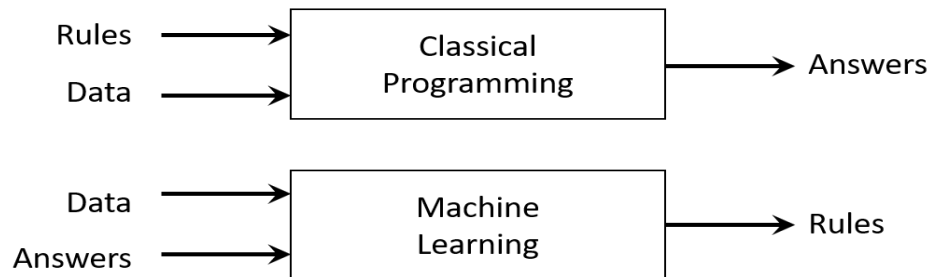 Rules
Data
Classical
Programming
Answers
Data
Answers
Machine
Learning
Rules